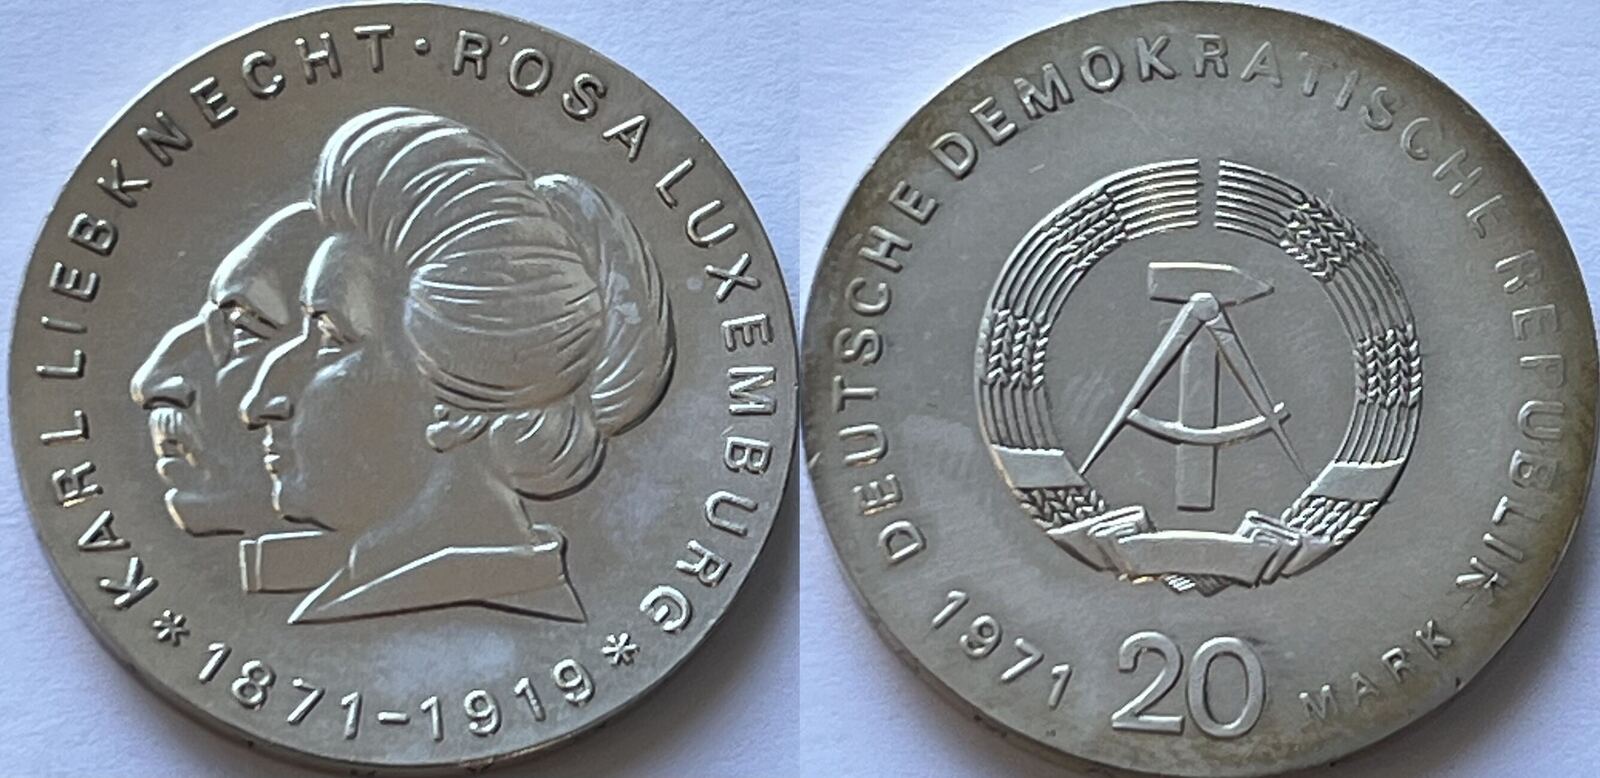 KARL LIEBKNECHT · ROSA LUXEMBURG
* 1871-1919 *
DEUTSCHE DEMOKRATISCHE REPUBLIK
1971 20 MARK